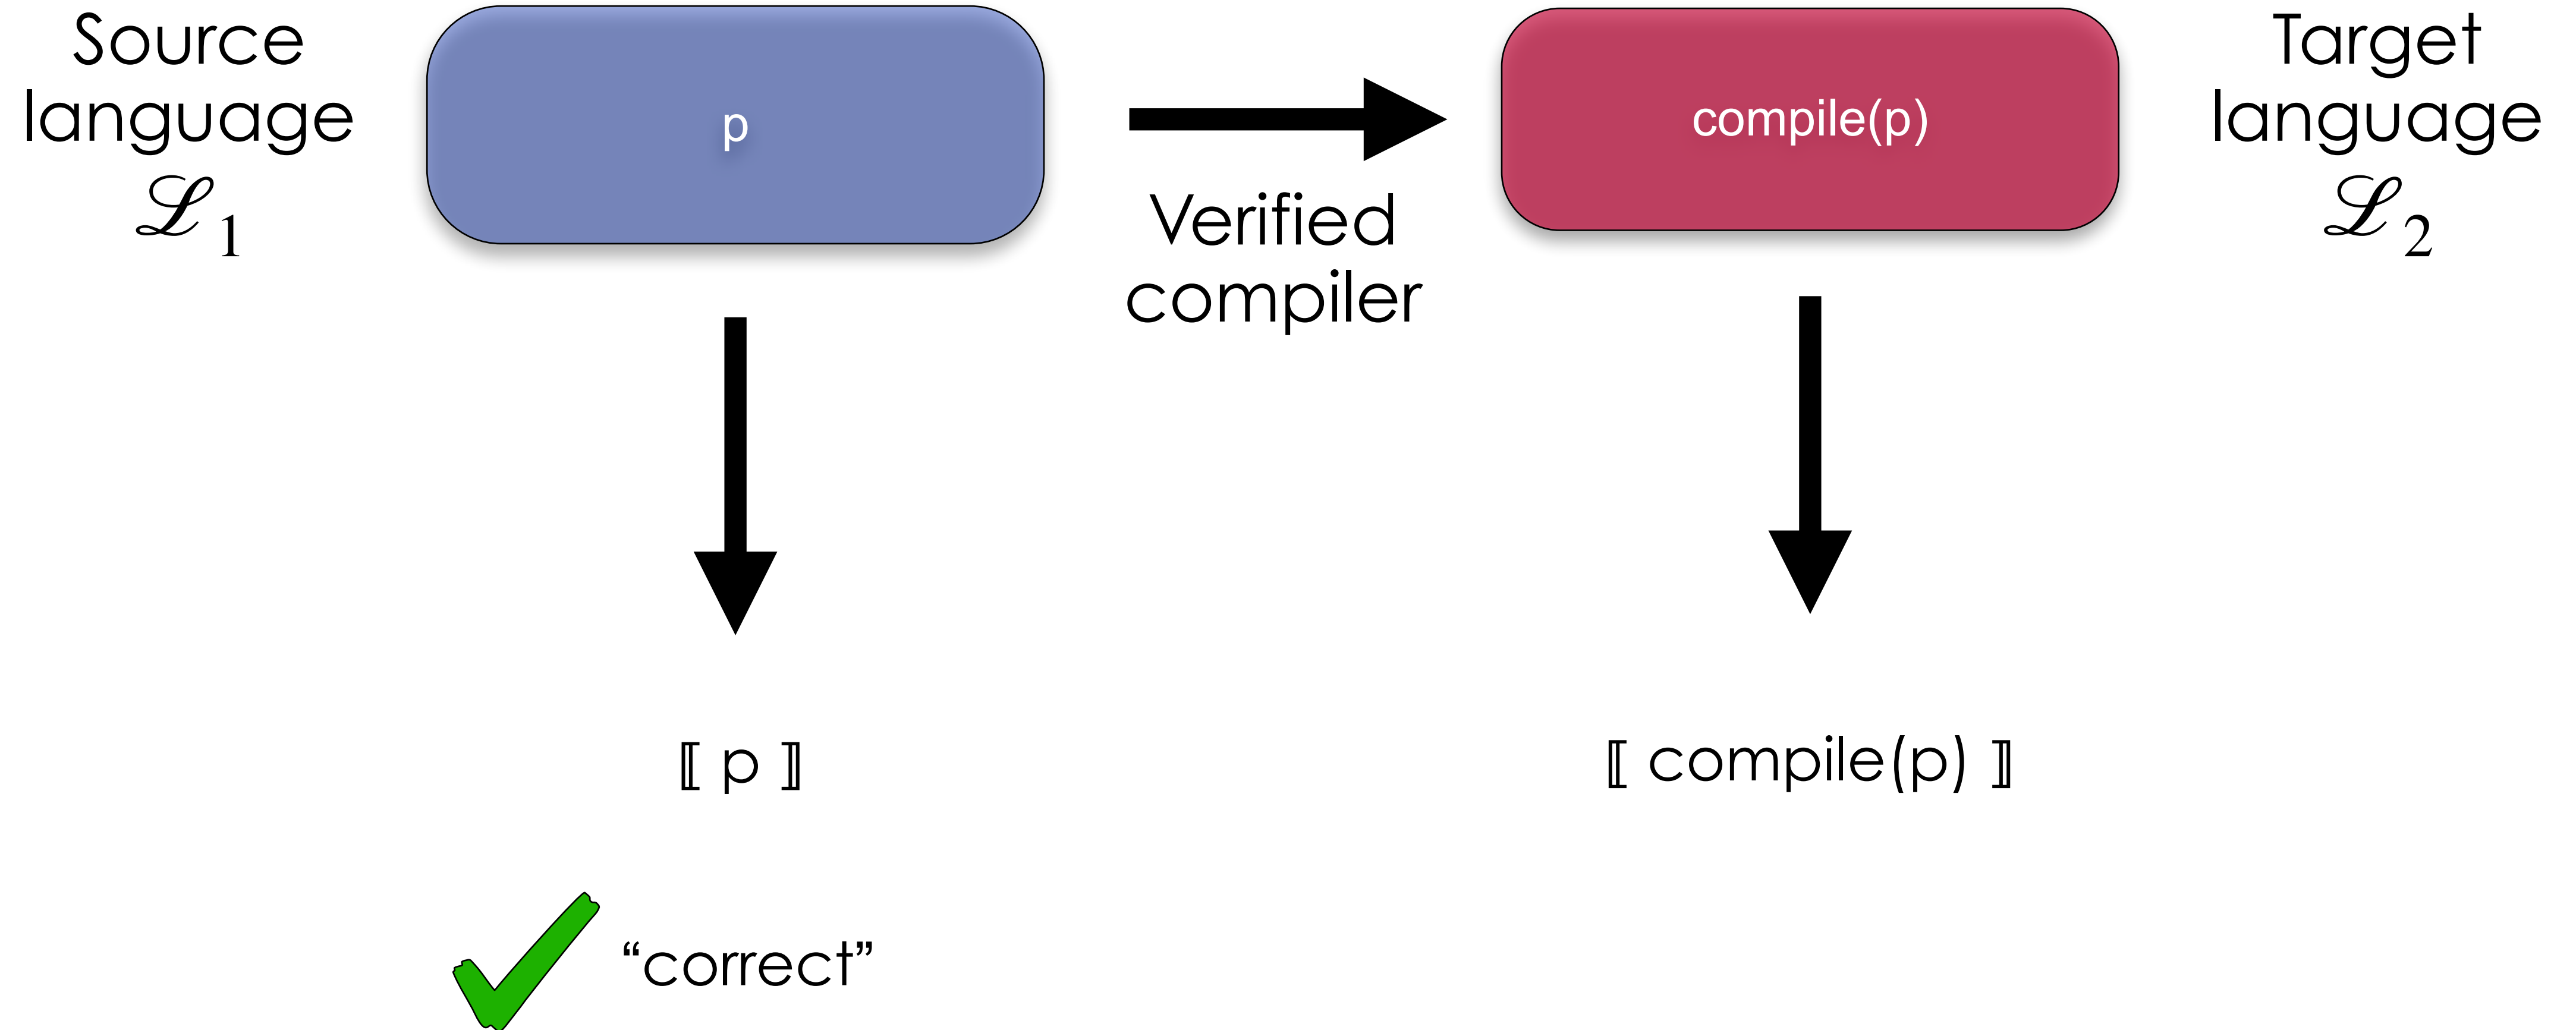 Source
language
ℒ₁
p
Verified
compiler
compile(p)
Target
language
ℒ₂
⟦ p ⟧
⟦ compile(p) ⟧
“correct”